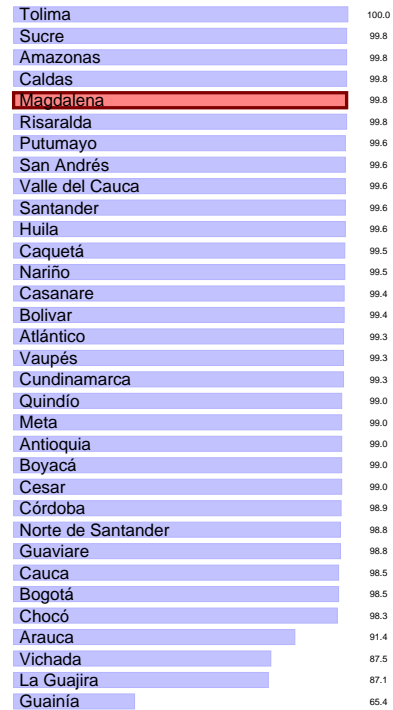 Tolima 100.0
Sucre 99.8
Amazonas 99.8
Caldas 99.8
Magdalena 99.8
Risaralda 99.8
Putumayo 99.6
San Andrés 99.6
Valle del Cauca 99.6
Santander 99.6
Huila 99.6
Caquetá 99.5
Nariño 99.5
Casanare 99.4
Bolivar 99.4
Atlántico 99.3
Vaupés 99.3
Cundinamarca 99.3
Quindío 99.0
Meta 99.0
Antioquia 99.0
Boyacá 99.0
Cesar 99.0
Córdoba 98.9
Norte de Santander 98.8
Guaviare 98.8
Cauca 98.5
Bogotá 98.5
Chocó 98.3
Arauca 91.4
Vichada 87.5
La Guajira 87.1
Guainía 65.4